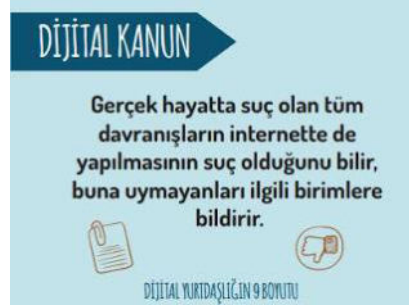 DİJİTAL KANUN
Gerçek hayatta suç olan tüm
davranışların internette de
yapılmasının suç olduğunu bilir,
buna uymayanları ilgili birimlere
bildirir.
DİJİTAL YURTDAŞLIĞIN 9 BOYUTU